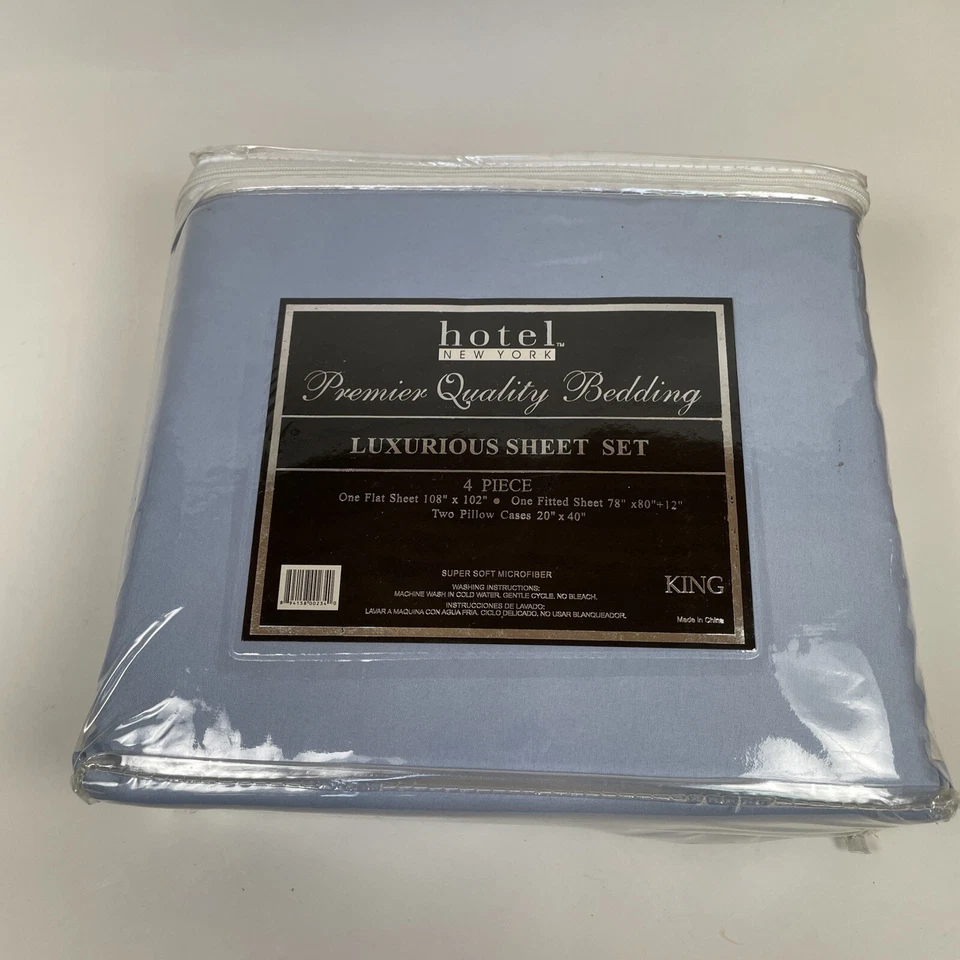 hotel™
NEW YORK
Premier Quality Bedding
LUXURIOUS SHEET SET
4 PIECE
One Flat Sheet 108" x 102" • One Fitted Sheet 78" x80"+12"
Two Pillow Cases 20" x 40"
SUPER SOFT MICROFIBER
WASHING INSTRUCTIONS:
MACHINE WASH IN COLD WATER, GENTLE CYCLE, NO BLEACH.
INSTRUCCIONES DE LAVADO:
LAVAR A MAQUINA CON AGUA FRIA. CICLO DELICADO. NO USAR BLANQUEADOR.
KING
Made in China